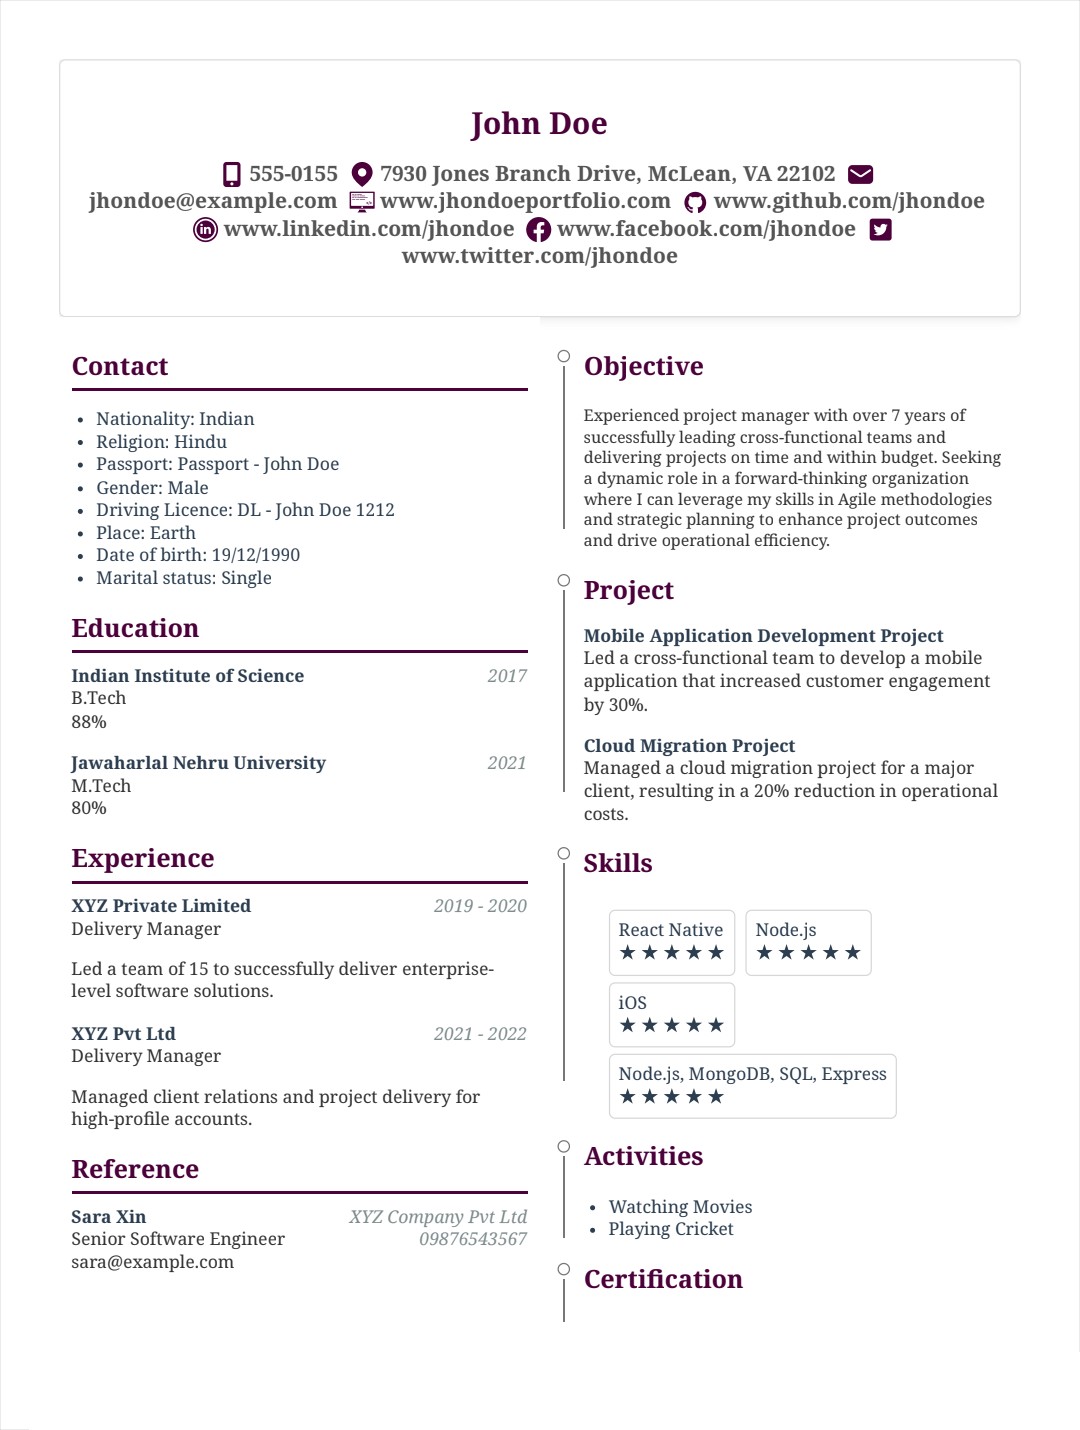 John Doe
555-0155 7930 Jones Branch Drive, McLean, VA 22102
jhondoe@example.com www.jhondoeportfolio.com www.github.com/jhondoe
www.linkedin.com/jhondoe www.facebook.com/jhondoe
www.twitter.com/jhondoe
Contact
• Nationality: Indian
• Religion: Hindu
• Passport: Passport - John Doe
• Gender: Male
• Driving Licence: DL - John Doe 1212
• Place: Earth
• Date of birth: 19/12/1990
• Marital status: Single
Education
Indian Institute of Science 2017
B.Tech
88%
Jawaharlal Nehru University 2021
M.Tech
80%
Experience
XYZ Private Limited 2019 - 2020
Delivery Manager
Led a team of 15 to successfully deliver enterprise-
level software solutions.
XYZ Pvt Ltd 2021 - 2022
Delivery Manager
Managed client relations and project delivery for
high-profile accounts.
Reference
Sara Xin XYZ Company Pvt Ltd
Senior Software Engineer 09876543567
sara@example.com
Objective
Experienced project manager with over 7 years of
successfully leading cross-functional teams and
delivering projects on time and within budget. Seeking
a dynamic role in a forward-thinking organization
where I can leverage my skills in Agile methodologies
and strategic planning to enhance project outcomes
and drive operational efficiency.
Project
Mobile Application Development Project
Led a cross-functional team to develop a mobile
application that increased customer engagement
by 30%.
Cloud Migration Project
Managed a cloud migration project for a major
client, resulting in a 20% reduction in operational
costs.
Skills
React Native Node.js
★★★★★ ★★★★★
iOS
★★★★★
Node.js, MongoDB, SQL, Express
★★★★★
Activities
• Watching Movies
• Playing Cricket
Certification